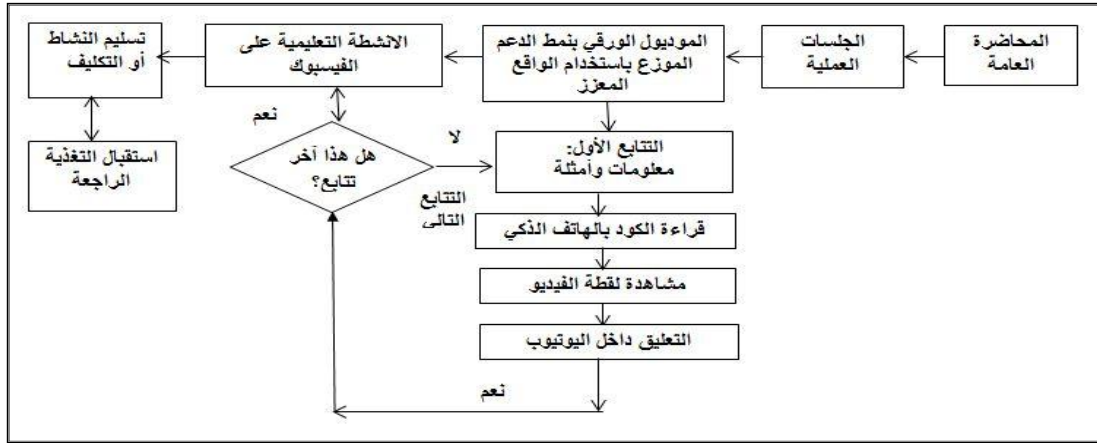 المحاضرة
العامة
الجلسات
العملية
الموديول الورقي بنمط الدعم
الموزع باستخدام الواقع
المعزز
الانشطة التعليمية على
الفيسبوك
تسليم النشاط
أو التكليف
استقبال التغذية
الراجعة
نعم
هل هذا آخر
تتابع؟
لا
التتابع
التالى
التتابع الأول:
معلومات وأمثلة
قراءة الكود بالهاتف الذكي
مشاهدة لقطة الفيديو
التعليق داخل اليوتيوب
نعم